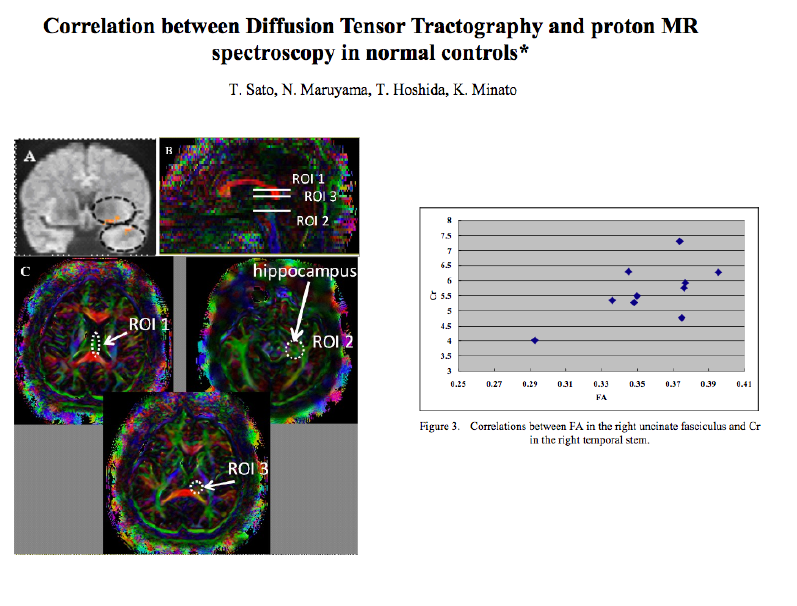 Correlation between Diffusion Tensor Tractography and proton MR
spectroscopy in normal controls*
T. Sato, N. Maruyama, T. Hoshida, K. Minato
A
B
ROI 1
ROI 3
ROI 2
C
ROI 1
hippocampus
ROI 2
ROI 3
8
7.5
7
6.5
6
5.5
5
4.5
4
3.5
3
Cr
0.25 0.27 0.29 0.31 0.33 0.35 0.37 0.39 0.41
FA
Figure 3. Correlations between FA in the right uncinate fasciculus and Cr
in the right temporal stem.